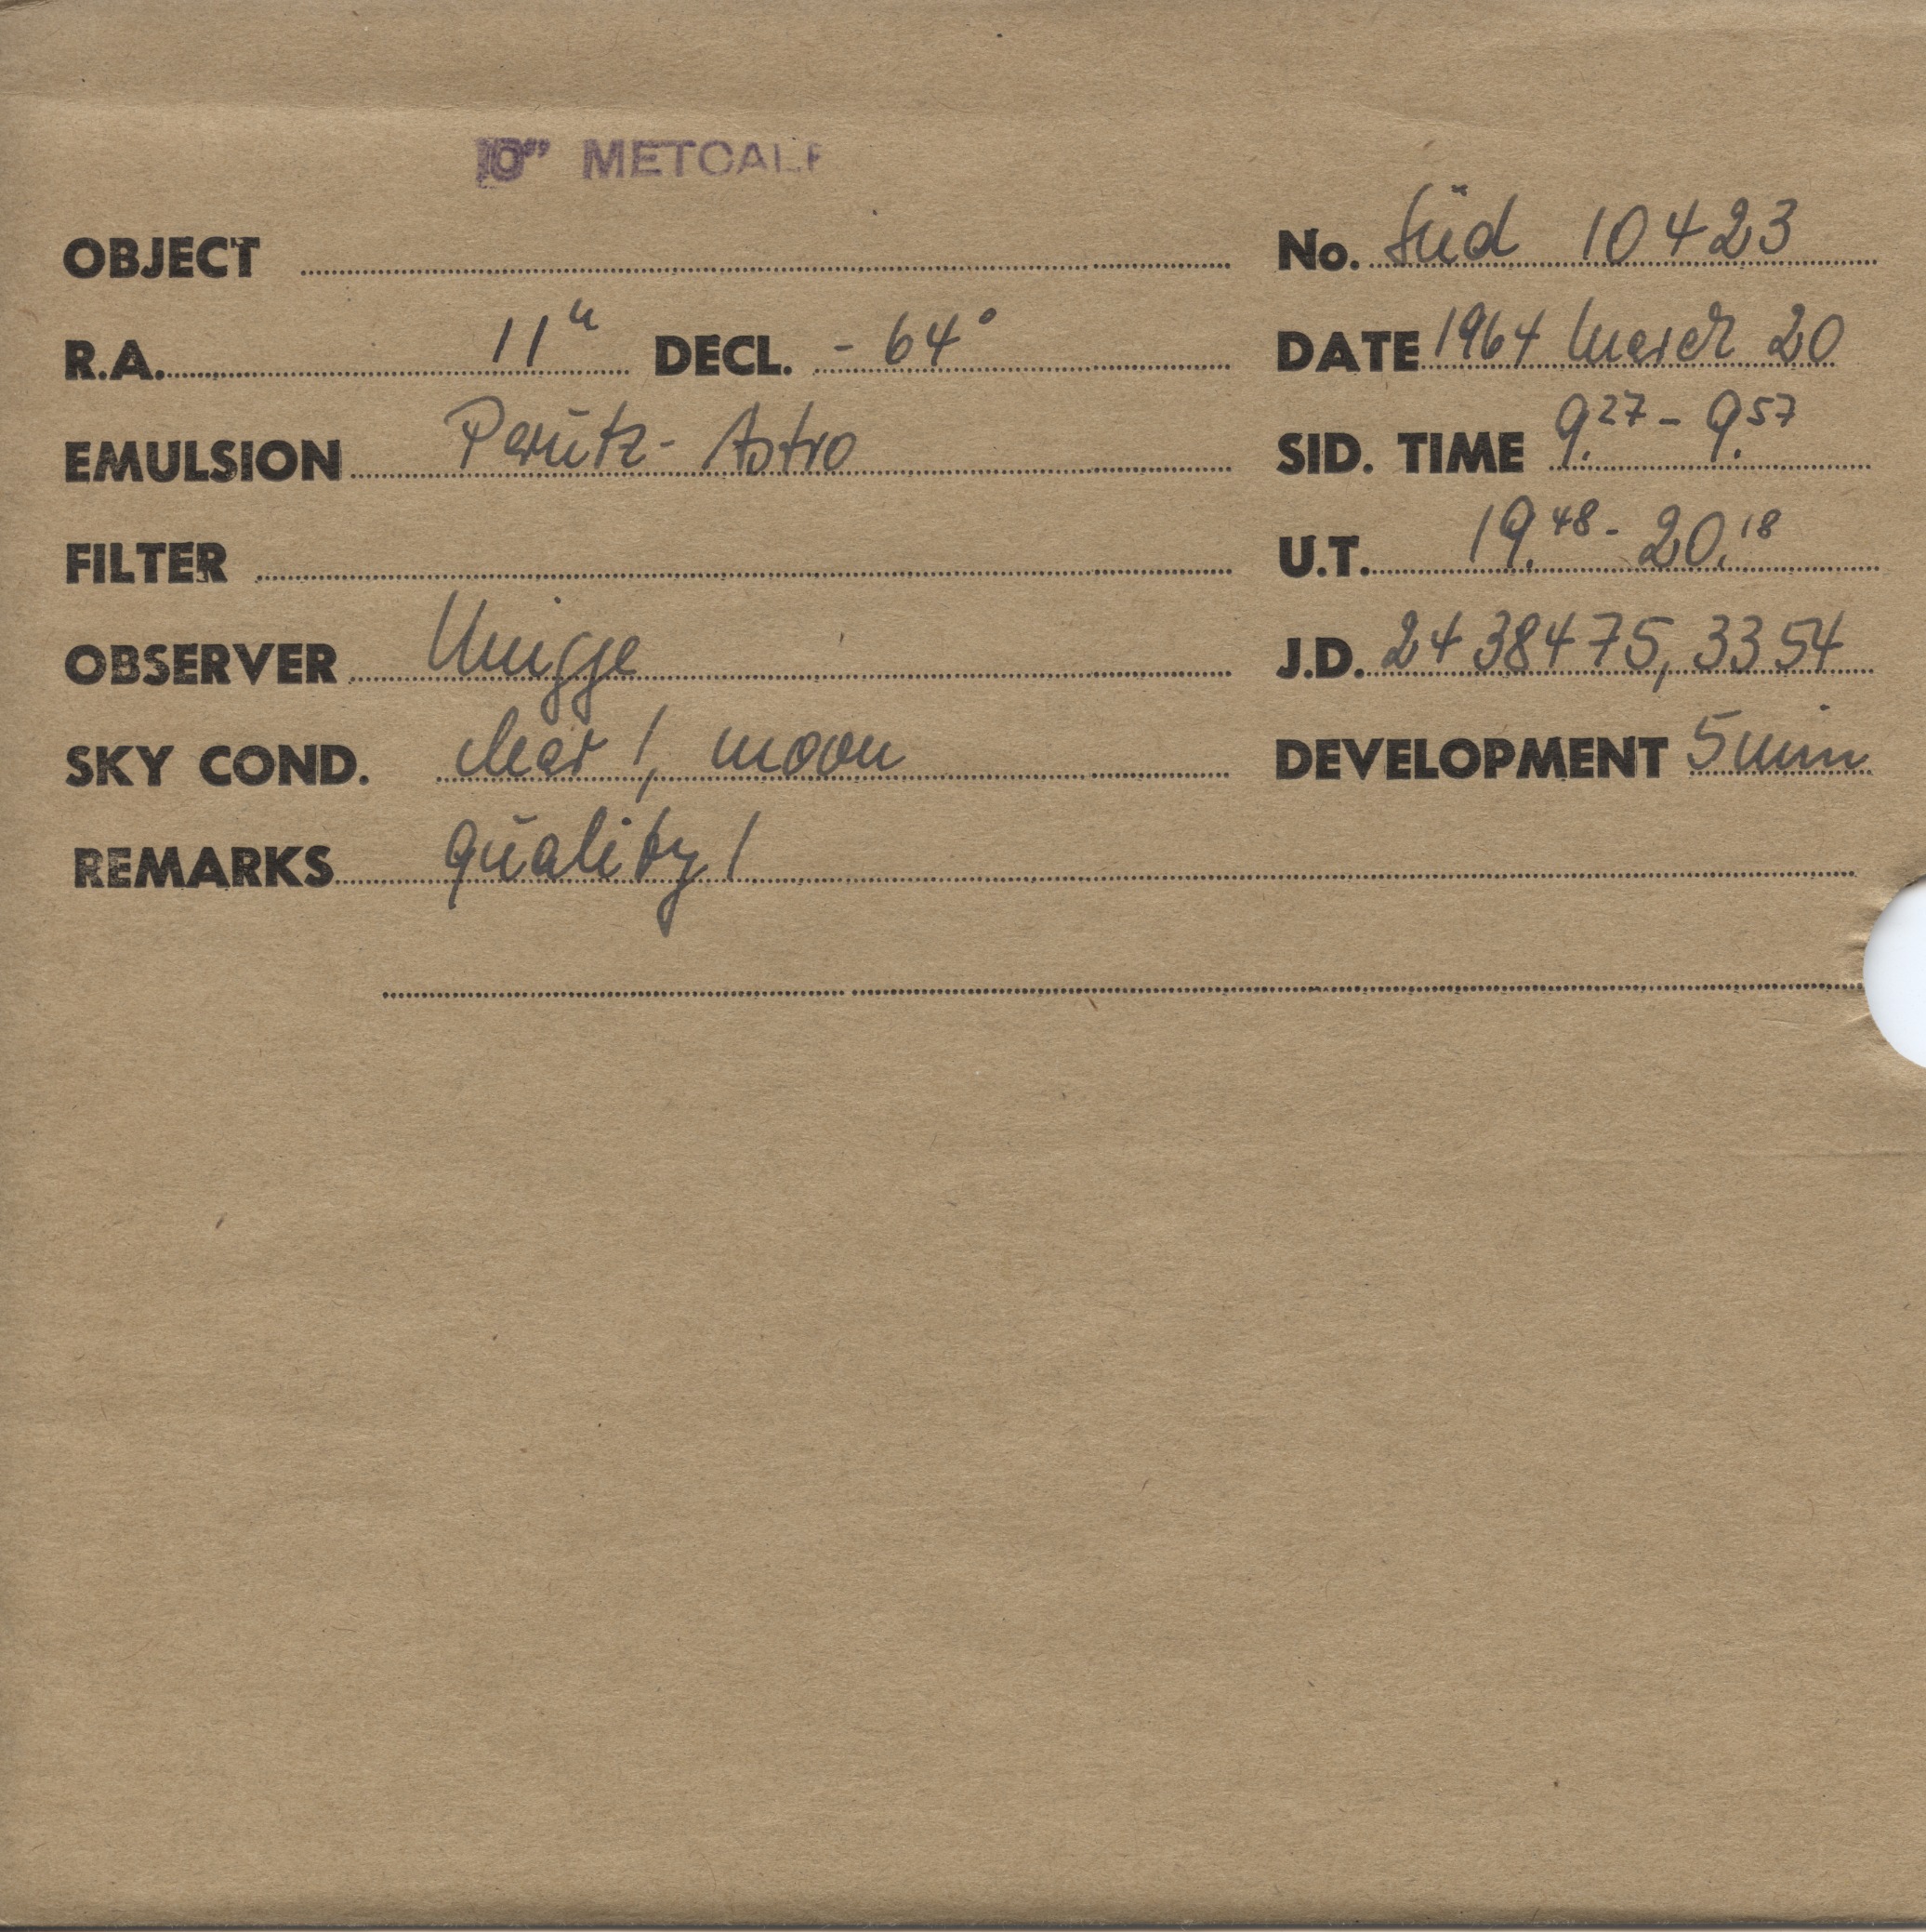 10" METCALF
OBJECT No. Süd 10423
R.A. 11h DECL. - 64° DATE 1964 March 20
EMULSION Perutz- Astro SID. TIME 9.27 - 9.57
FILTER U.T. 19.48 - 20.18
OBSERVER J.D. 2438475,3354
SKY COND. clear !, moon DEVELOPMENT 5 min
REMARKS quality !